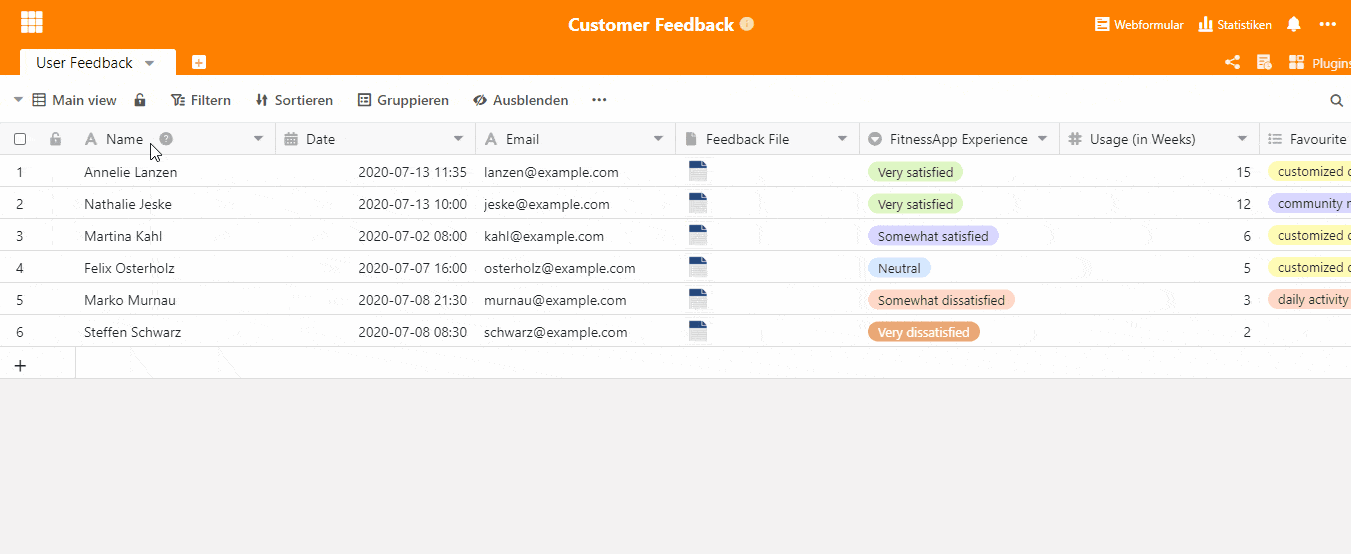 Customer Feedback
Webformular Statistiken
User Feedback
Plugins
Main view Filtern Sortieren Gruppieren Ausblenden
Name Date Email Feedback File FitnessApp Experience Usage (in Weeks) Favourite
1 Annelie Lanzen 2020-07-13 11:35 lanzen@example.com Very satisfied 15 customized
2 Nathalie Jeske 2020-07-13 10:00 jeske@example.com Very satisfied 12 community
3 Martina Kahl 2020-07-02 08:00 kahl@example.com Somewhat satisfied 6 customized
4 Felix Osterholz 2020-07-07 16:00 osterholz@example.com Neutral 5 customized
5 Marko Murnau 2020-07-08 21:30 murnau@example.com Somewhat dissatisfied 3 daily activity
6 Steffen Schwarz 2020-07-08 08:30 schwarz@example.com Very dissatisfied 2